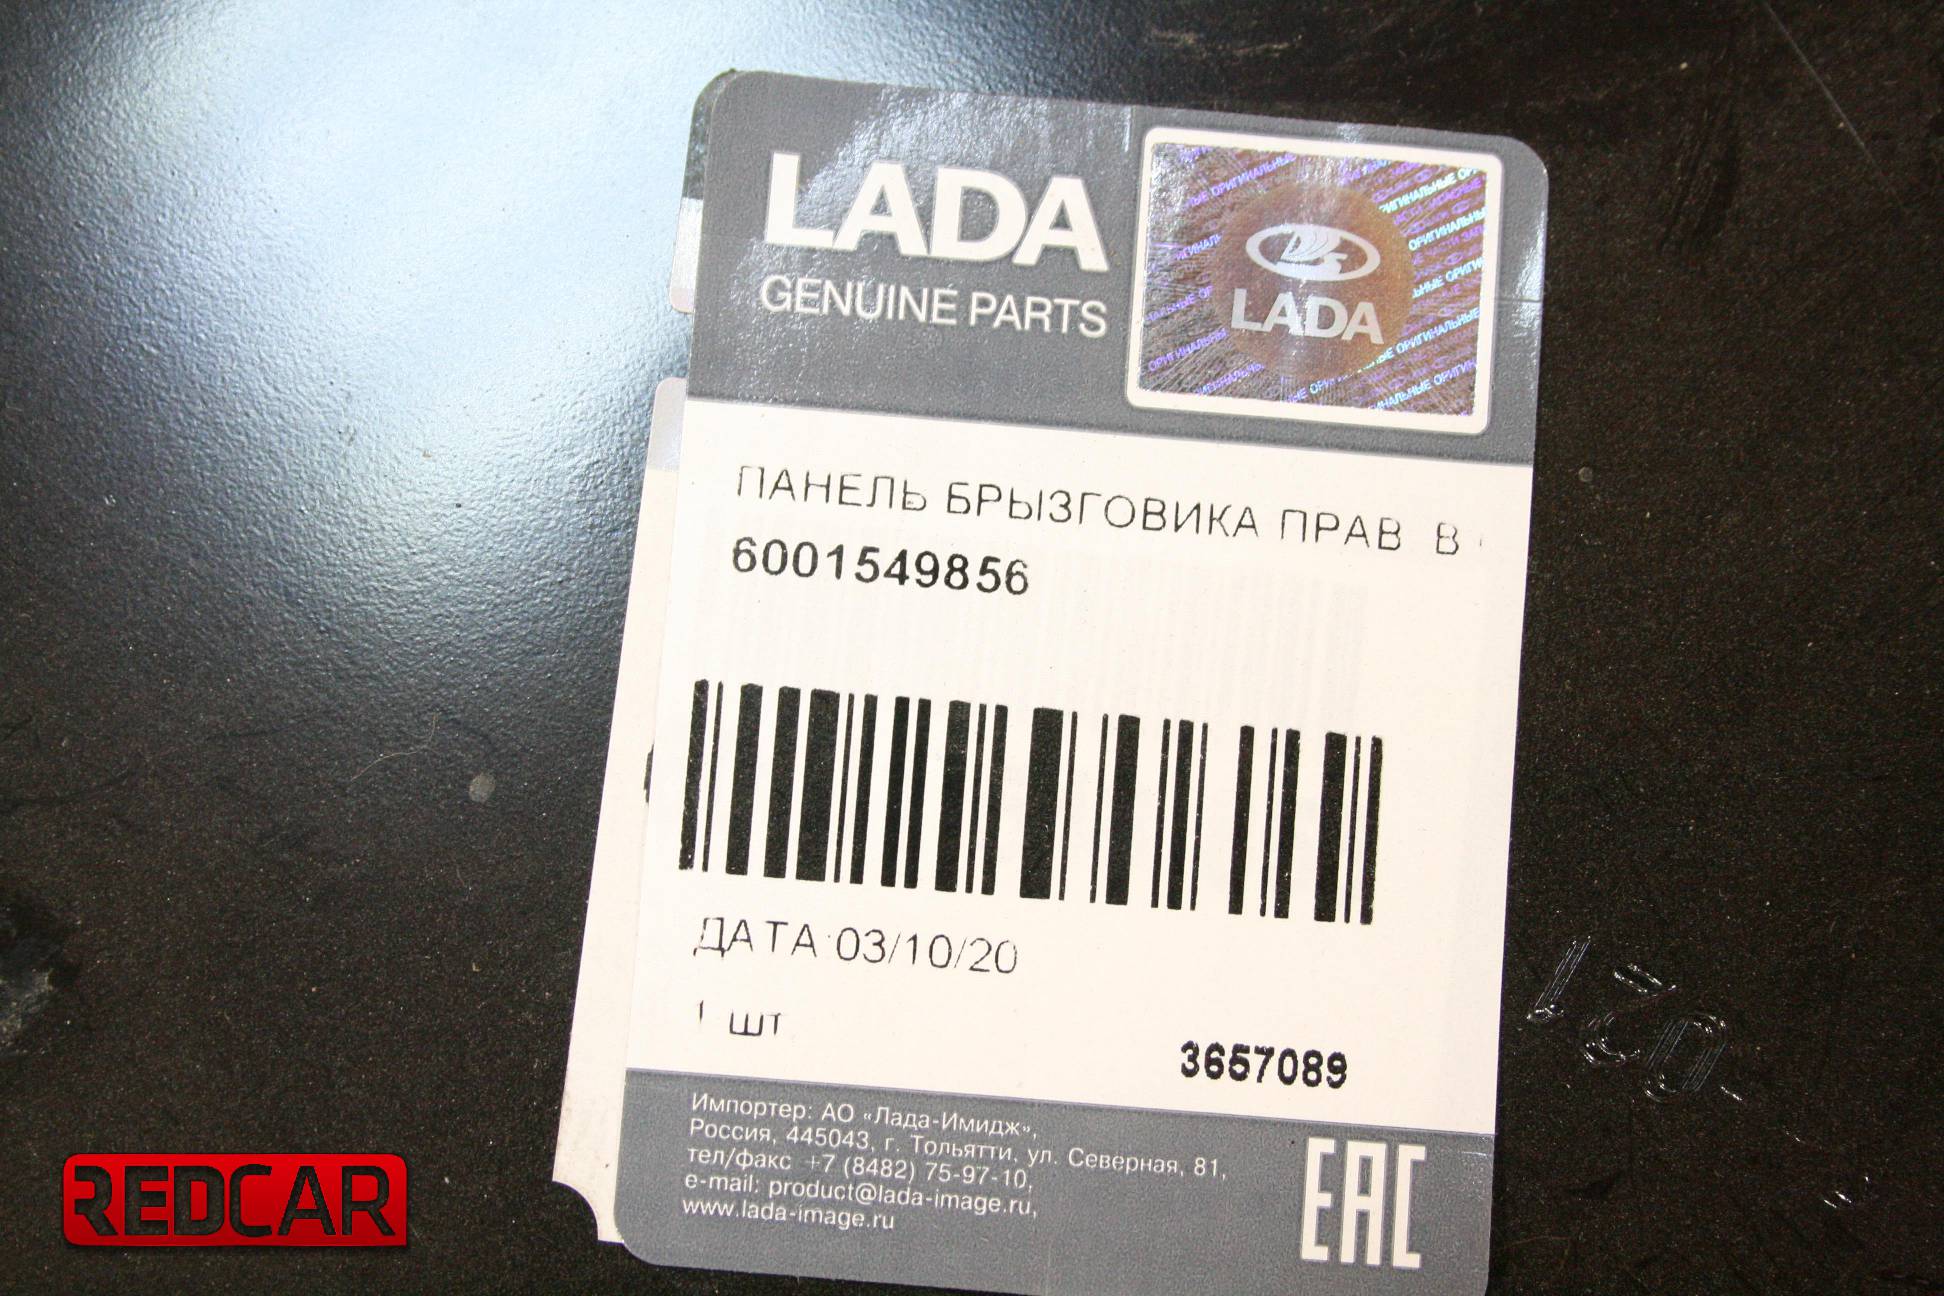 LADA
GENUINE PARTS
LADA
ПАНЕЛЬ БРЫЗГОВИКА ПРАВ В
6001549856
ДАТА 03/10/20
1 ШТ
3657089
Импортер: АО «Лада-Имидж»,
Россия, 445043, г. Тольятти, ул. Северная, 81,
тел/факс +7 (8482) 75-97-10,
e-mail: product@lada-image.ru,
www.lada-image.ru
EAC
REDCAR